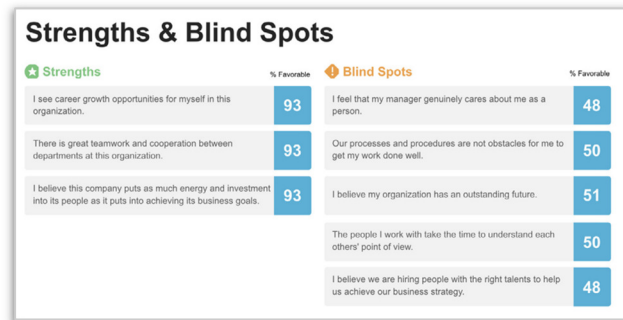 Strengths & Blind Spots
Strengths
% Favorable
I see career growth opportunities for myself in this
organization.
93
There is great teamwork and cooperation between
departments at this organization.
93
I believe this company puts as much energy and investment
into its people as it puts into achieving its business goals.
93
Blind Spots
% Favorable
I feel that my manager genuinely cares about me as a
person.
48
Our processes and procedures are not obstacles for me to
get my work done well.
50
I believe my organization has an outstanding future.
51
The people I work with take the time to understand each
others' point of view.
50
I believe we are hiring people with the right talents to help
us achieve our business strategy.
48